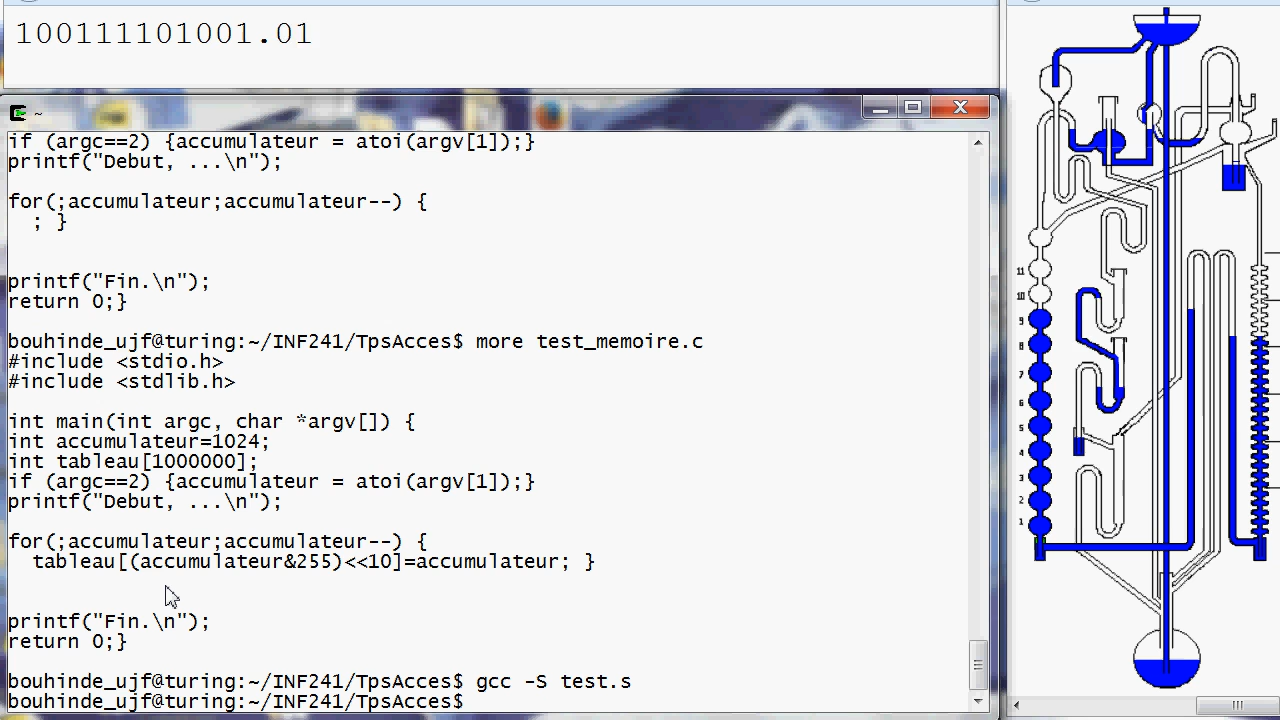 100111101001.01
~
if (argc==2) {accumulateur = atoi(argv[1]);}
printf("Debut, ...\n");
for(;accumulateur;accumulateur--) {
; }
printf("Fin.\n");
return 0;}
bouhinde_ujf@turing:~/INF241/TpsAcces$ more test_memoire.c
#include <stdio.h>
#include <stdlib.h>
int main(int argc, char *argv[]) {
int accumulateur=1024;
int tableau[1000000];
if (argc==2) {accumulateur = atoi(argv[1]);}
printf("Debut, ...\n");
for(;accumulateur;accumulateur--) {
tableau[(accumulateur&255)<<10]=accumulateur; }
printf("Fin.\n");
return 0;}
bouhinde_ujf@turing:~/INF241/TpsAcces$ gcc -S test.s
bouhinde_ujf@turing:~/INF241/TpsAcces$
11
10
9
8
7
6
5
4
3
2
1